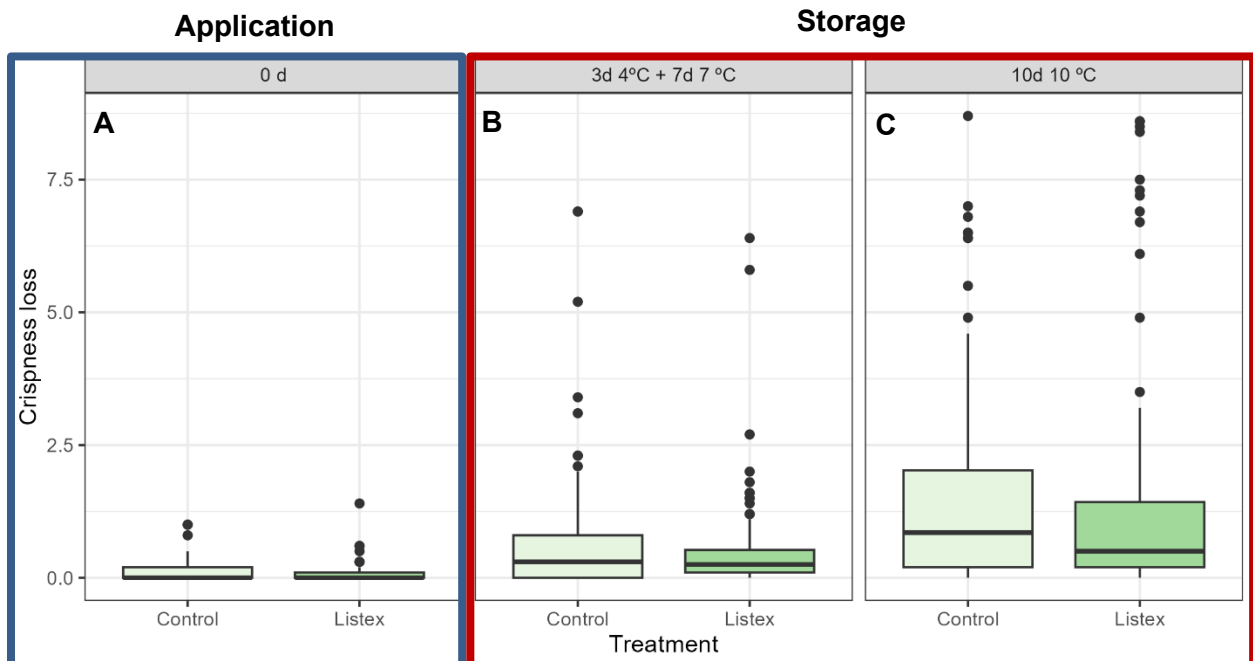 Application
Storage
0 d
3d 4ºC + 7d 7 ºC
10d 10 ºC
A
B
C
Crispness loss
7.5
5.0
2.5
0.0
Control
Listex
Control
Listex
Control
Listex
Treatment